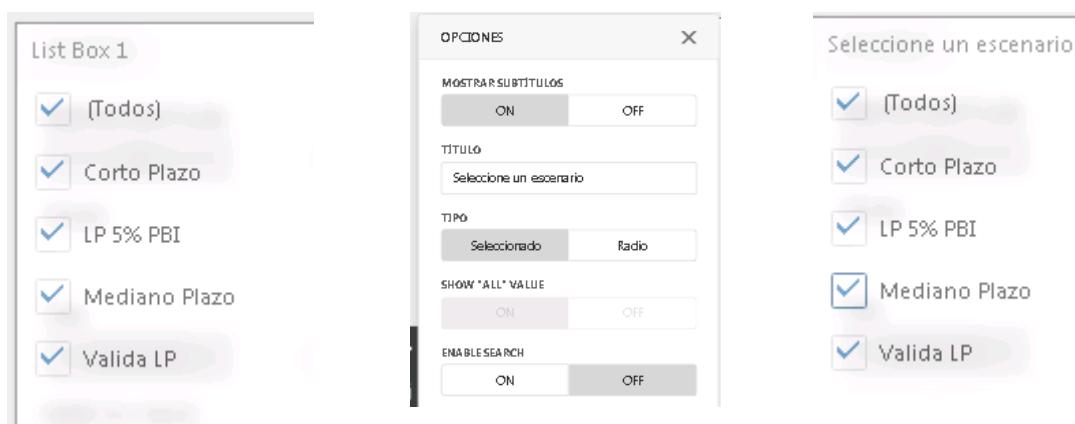 List Box 1
(Todos)
Corto Plazo
LP 5% PBI
Mediano Plazo
Valida LP
OPCIONES
MOSTRAR SUBTÍTULOS
ON OFF
TÍTULO
Seleccione un escenario
TIPO
Seleccionado Radio
SHOW "ALL" VALUE
ON OFF
ENABLE SEARCH
ON OFF
Seleccione un escenario
(Todos)
Corto Plazo
LP 5% PBI
Mediano Plazo
Valida LP